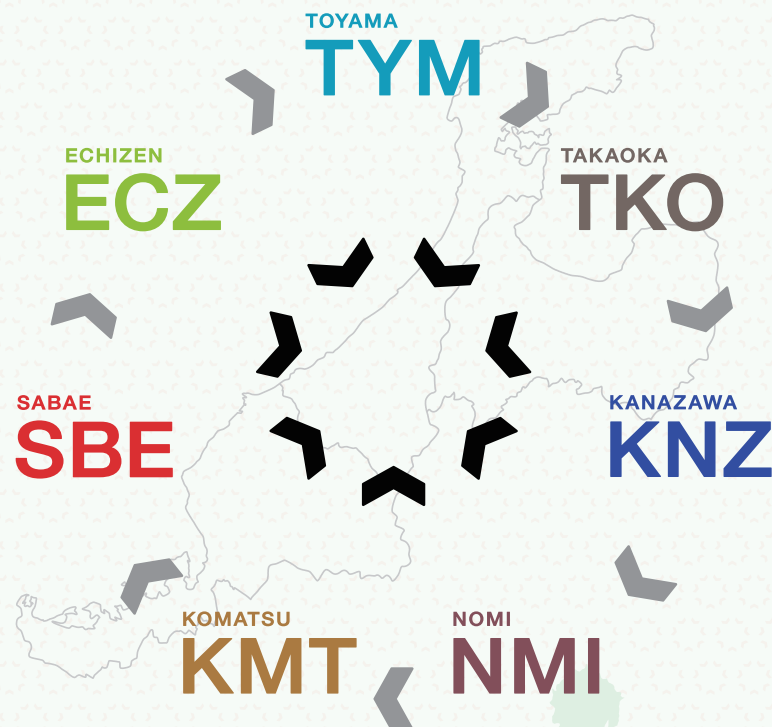 TOYAMA
TYM
ECHIZEN
ECZ
TAKAOKA
TKO
SABAE
SBE
KANAZAWA
KNZ
KOMATSU
KMT
NOMI
NMI